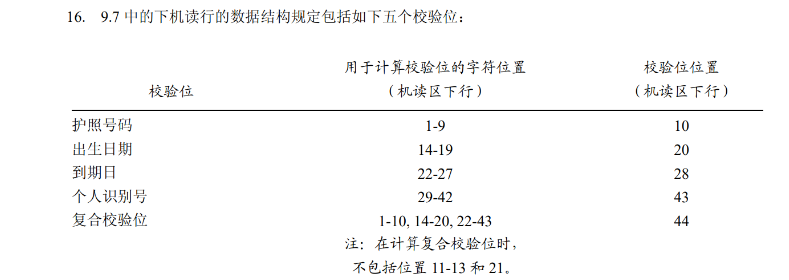 16. 9.7 中的下机读行的数据结构规定包括如下五个校验位：
校验位 用于计算校验位的字符位置（机读区下行） 校验位位置（机读区下行）
护照号码 1-9 10
出生日期 14-19 20
到期日 22-27 28
个人识别号 29-42 43
复合校验位 1-10, 14-20, 22-43 44
注：在计算复合校验位时，
不包括位置 11-13 和 21。